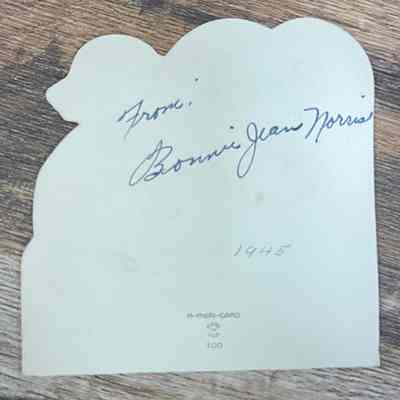 From:
Bonnie Jean Norris
1945
A-MERI-CARD
100